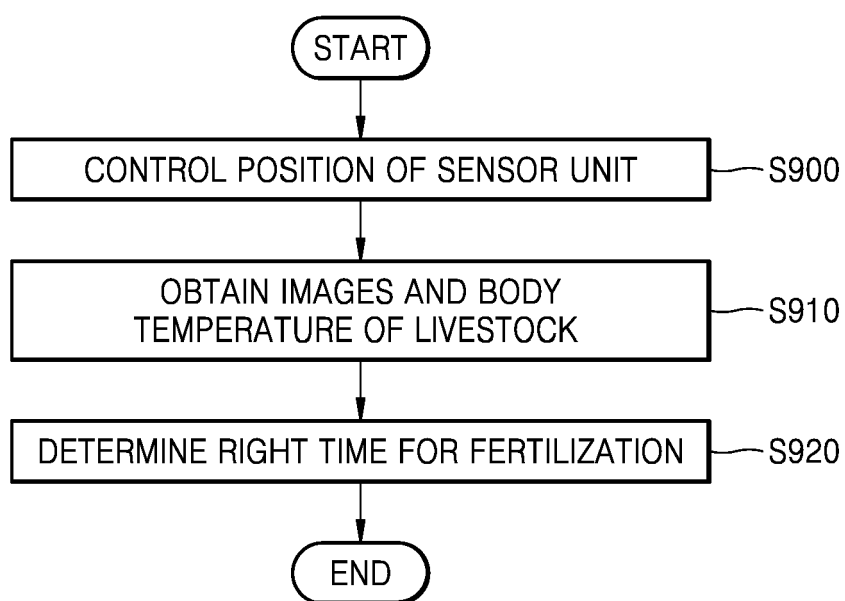 START
CONTROL POSITION OF SENSOR UNIT
S900
OBTAIN IMAGES AND BODY
TEMPERATURE OF LIVESTOCK
S910
DETERMINE RIGHT TIME FOR FERTILIZATION
S920
END